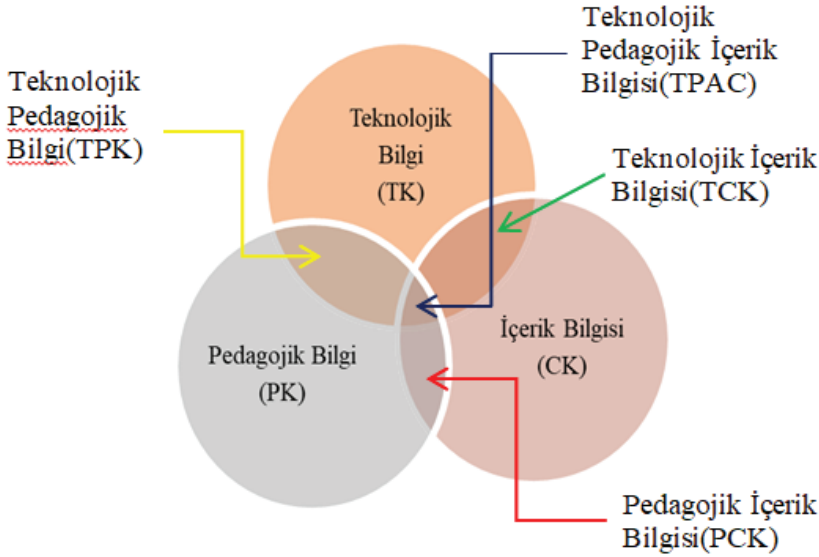 Teknolojik
Pedagojik İçerik
Bilgisi(TPAC)
Teknolojik
Pedagojik
Bilgi(TPK)
Teknolojik
Bilgi
(TK)
Teknolojik İçerik
Bilgisi(TCK)
Pedagojik Bilgi
(PK)
İçerik Bilgisi
(CK)
Pedagojik İçerik
Bilgisi(PCK)